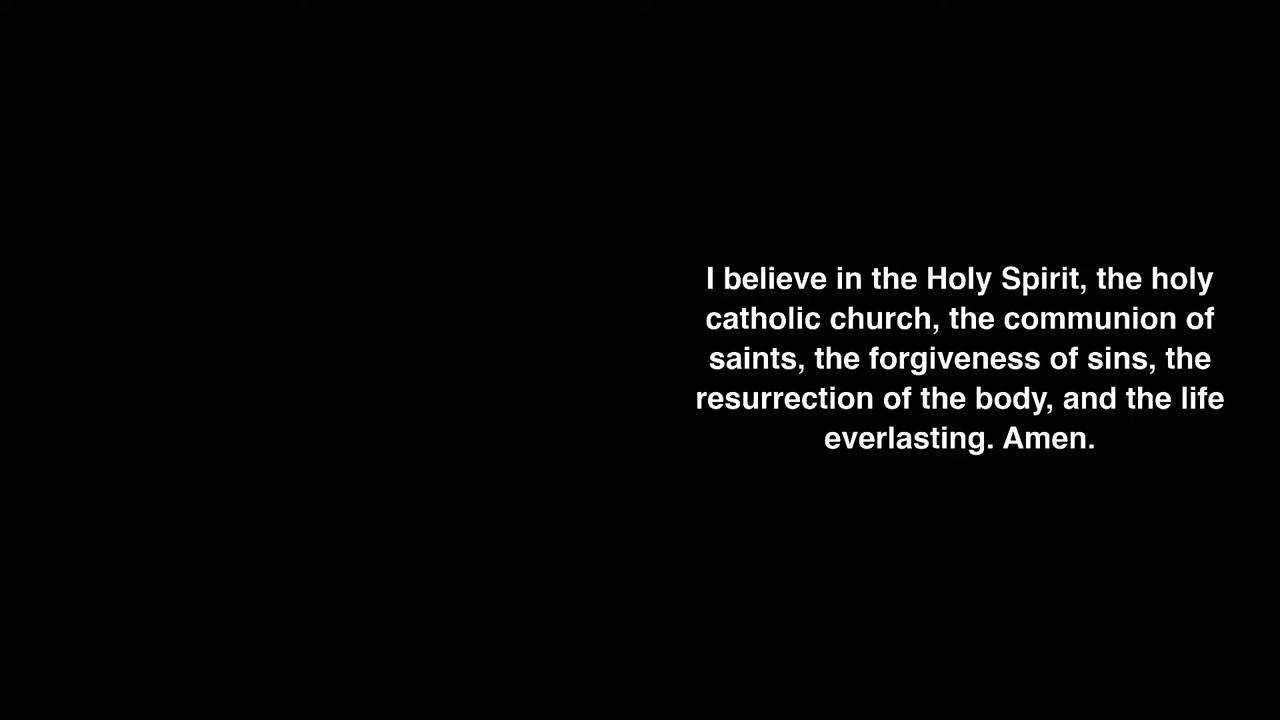 I believe in the Holy Spirit, the holy
catholic church, the communion of
saints, the forgiveness of sins, the
resurrection of the body, and the life
everlasting. Amen.